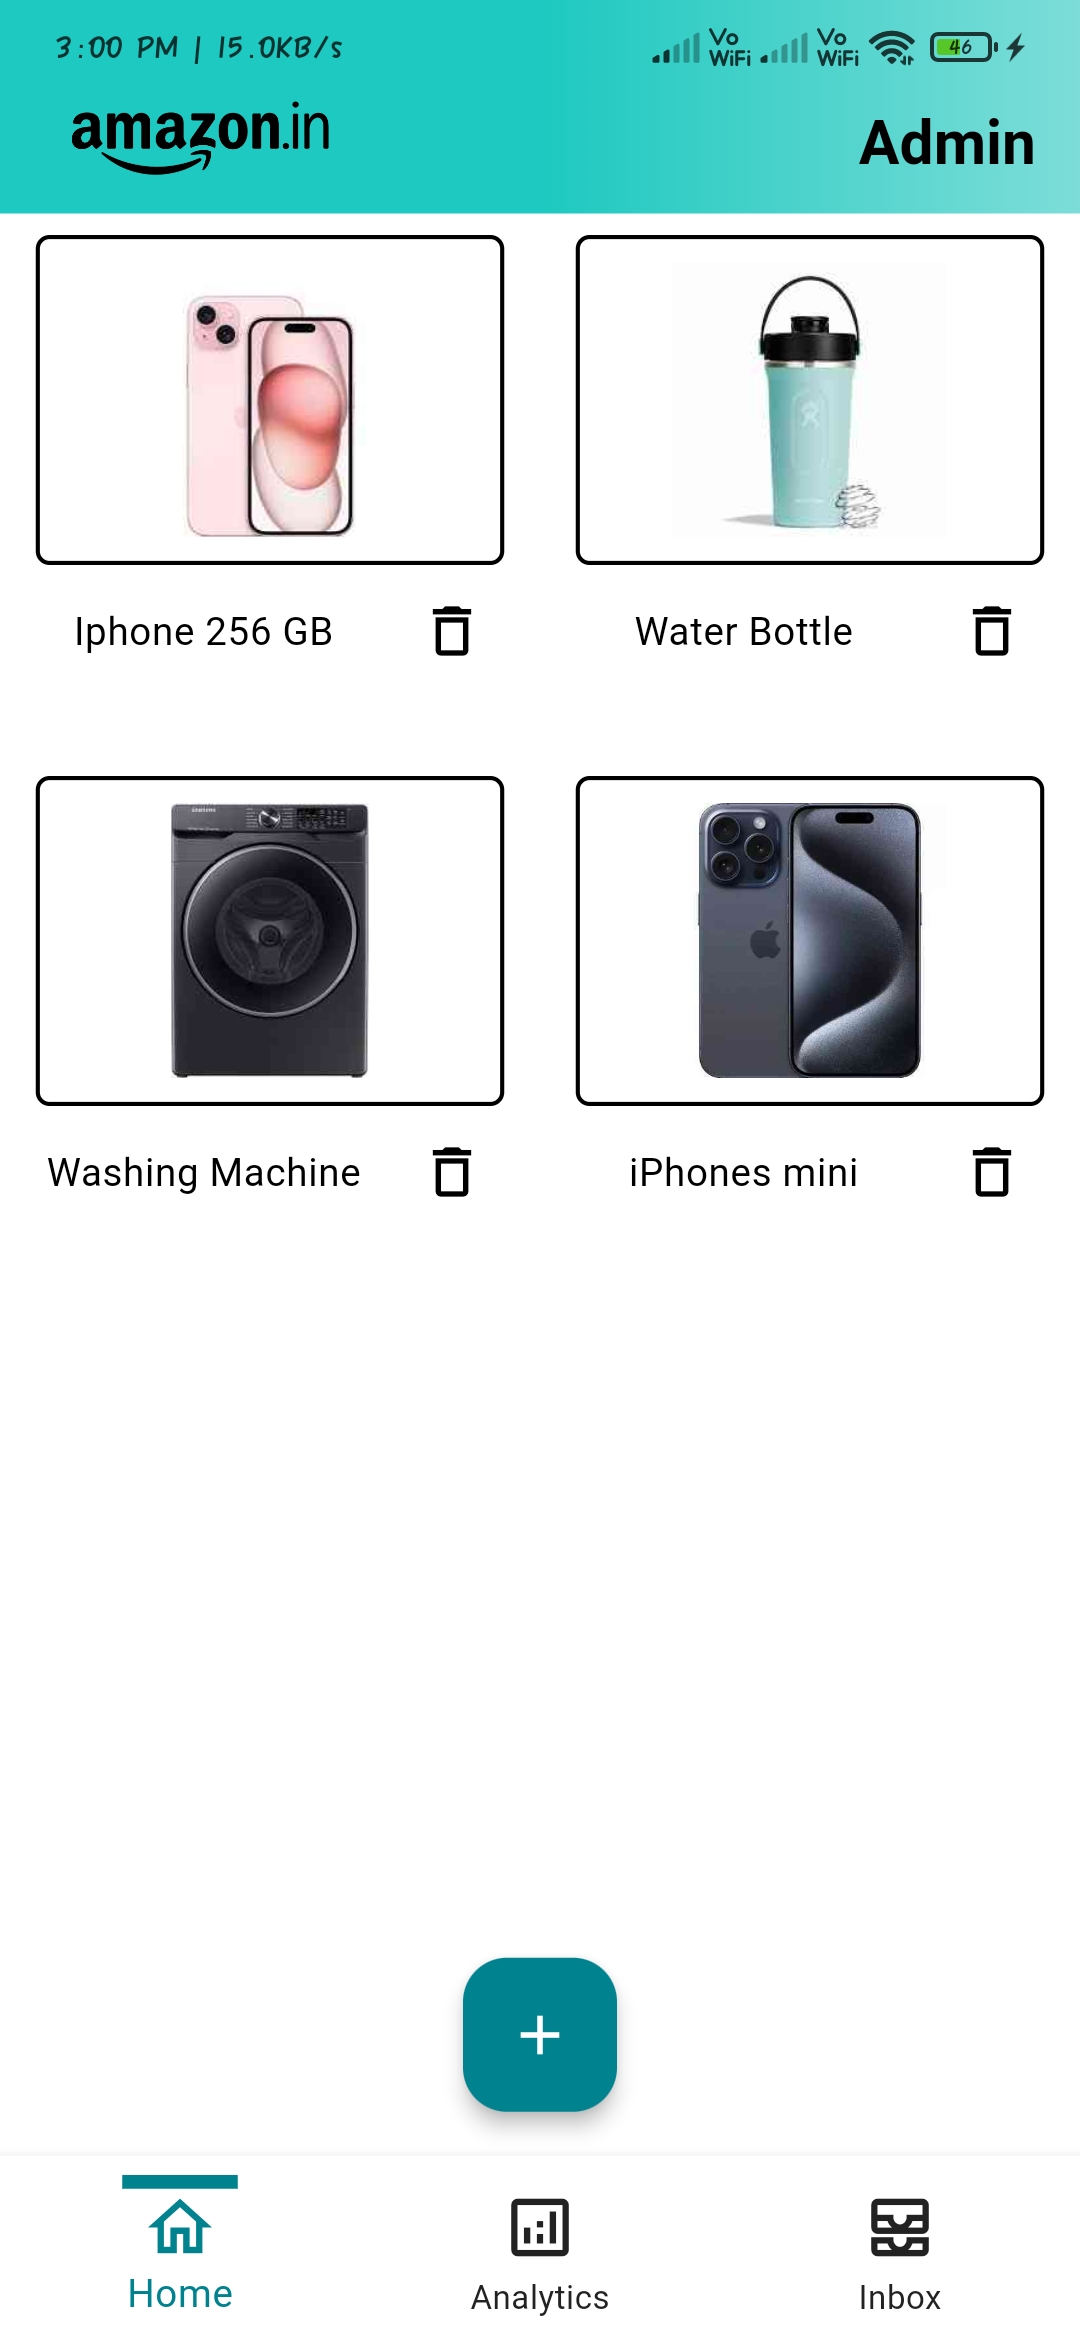 3:00 PM | 15.0KB/s Vo WiFi Vo WiFi 46
amazon.in
Admin
Iphone 256 GB
Water Bottle
SAMSUNG
Washing Machine
iPhones mini
+
Home
Analytics
Inbox